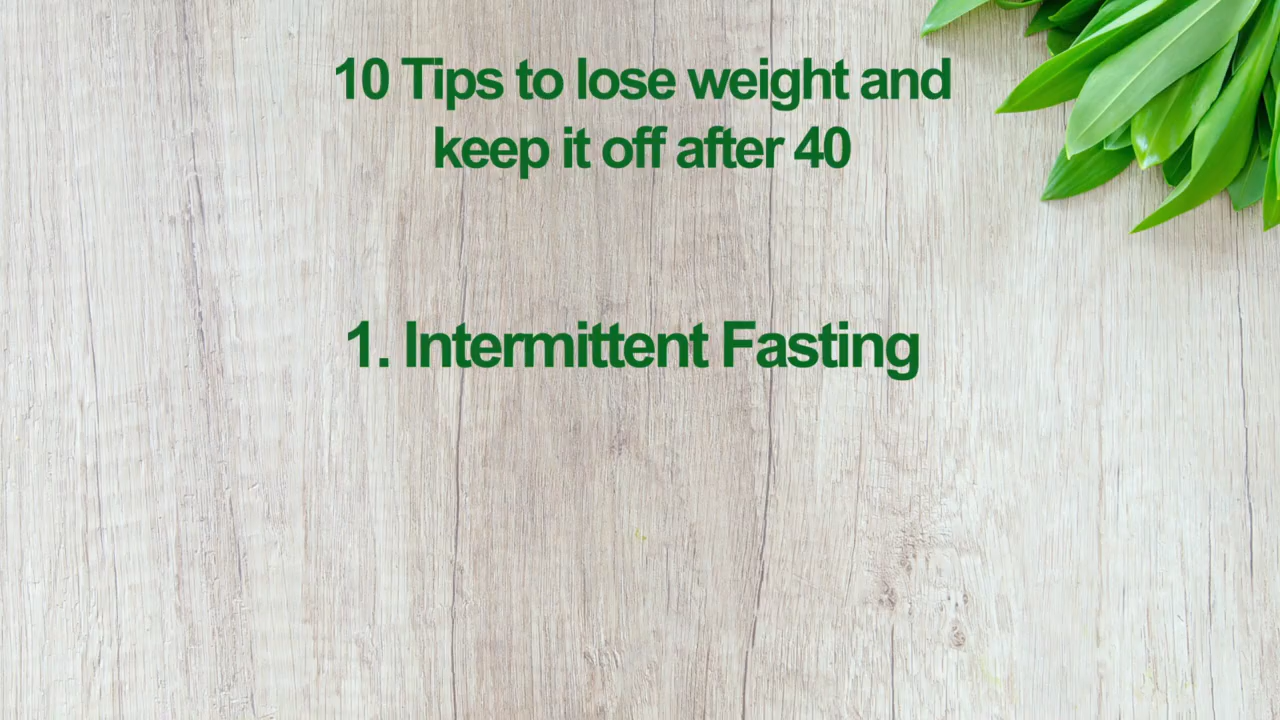 10 Tips to lose weight and
keep it off after 40
1. Intermittent Fasting